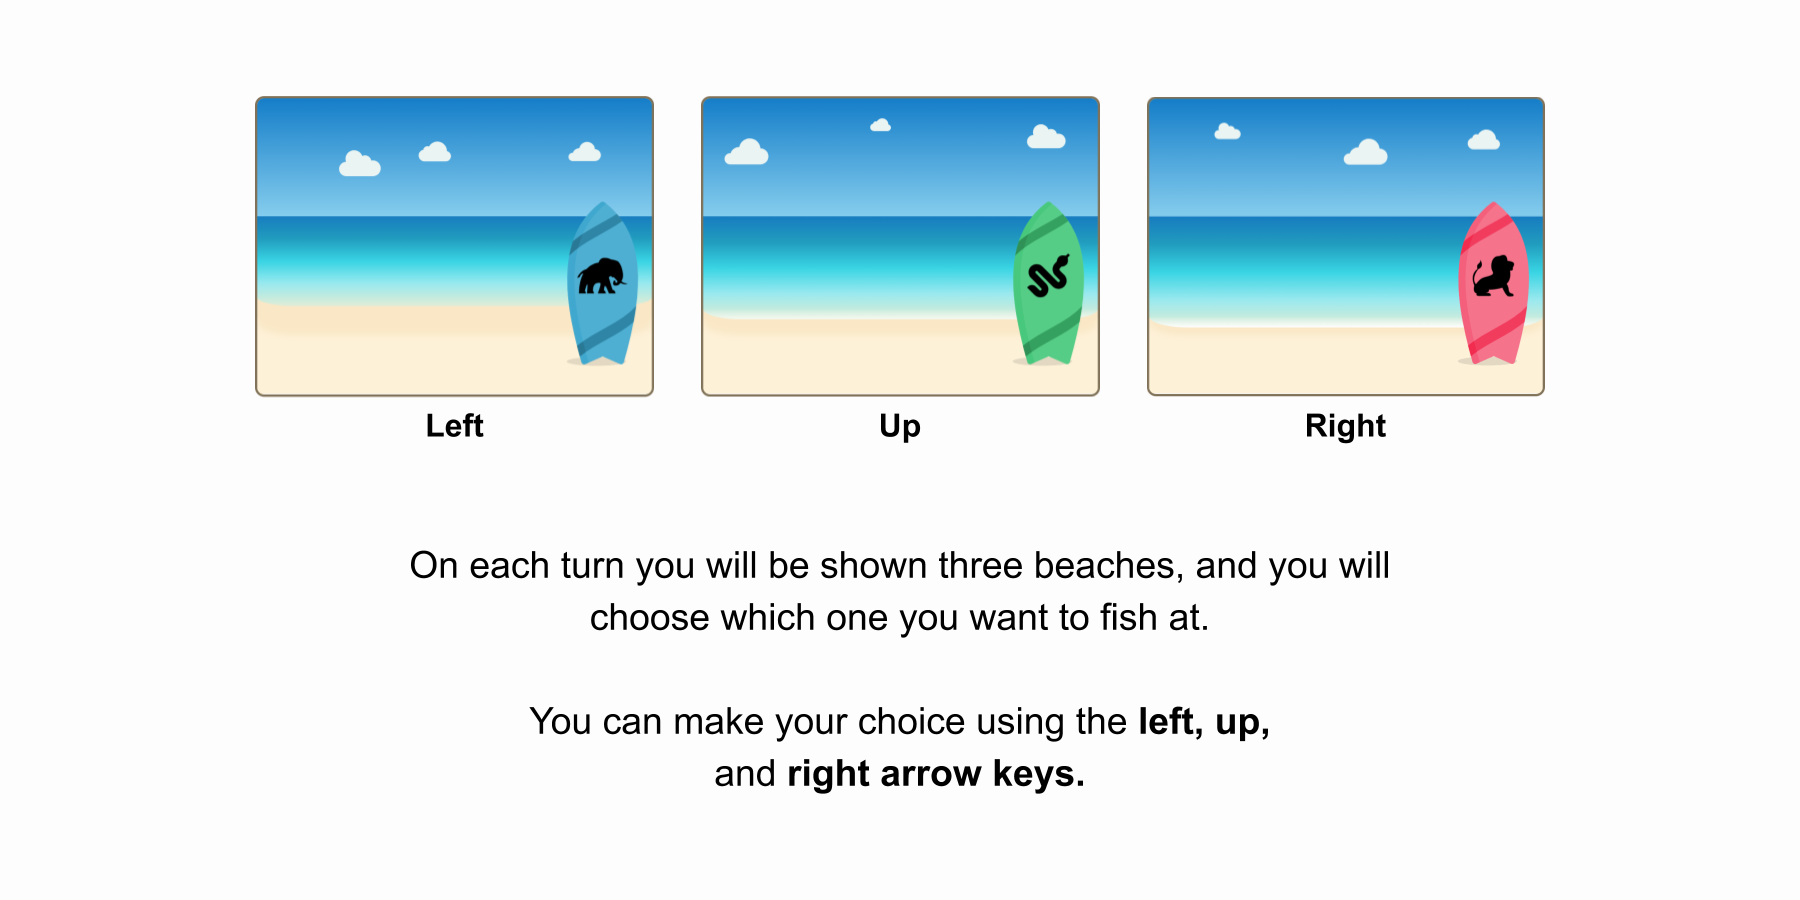 Left
Up
Right
On each turn you will be shown three beaches, and you will
choose which one you want to fish at.
You can make your choice using the left, up,
and right arrow keys.